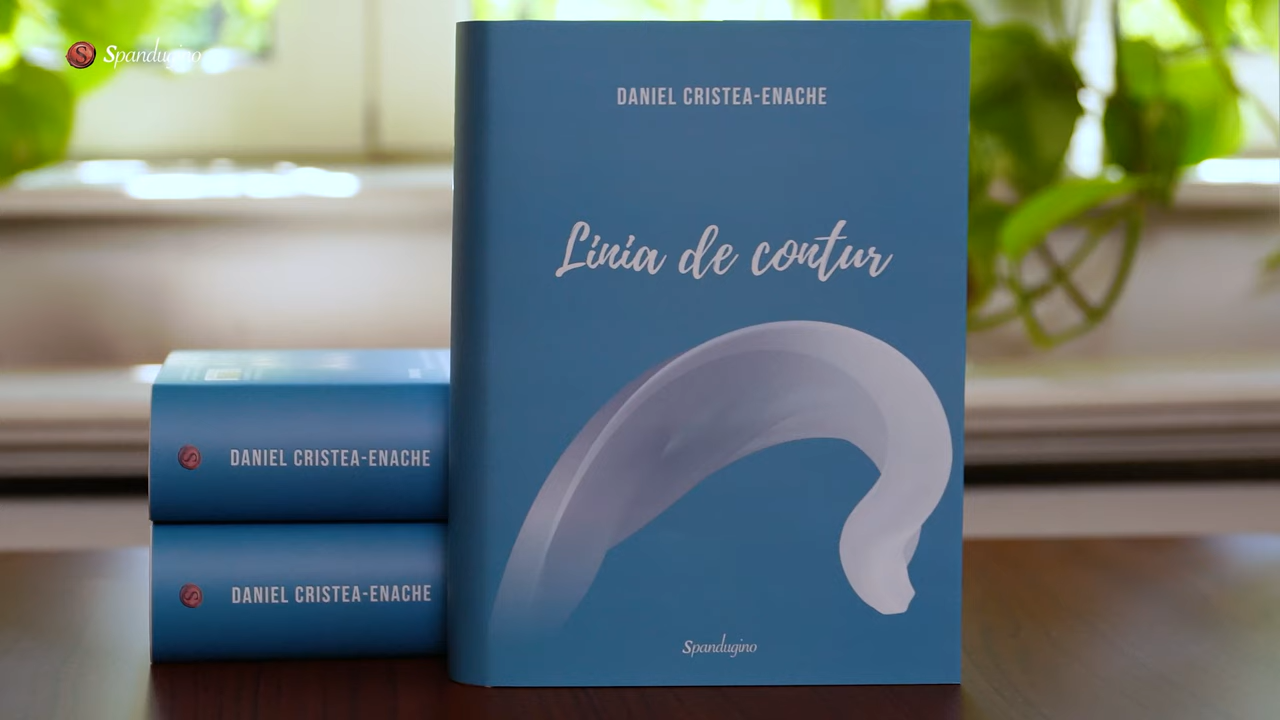 Spandugino
DANIEL CRISTEA-ENACHE
Linia de contur
Spandugino
DANIEL CRISTEA-ENACHE
DANIEL CRISTEA-ENACHE